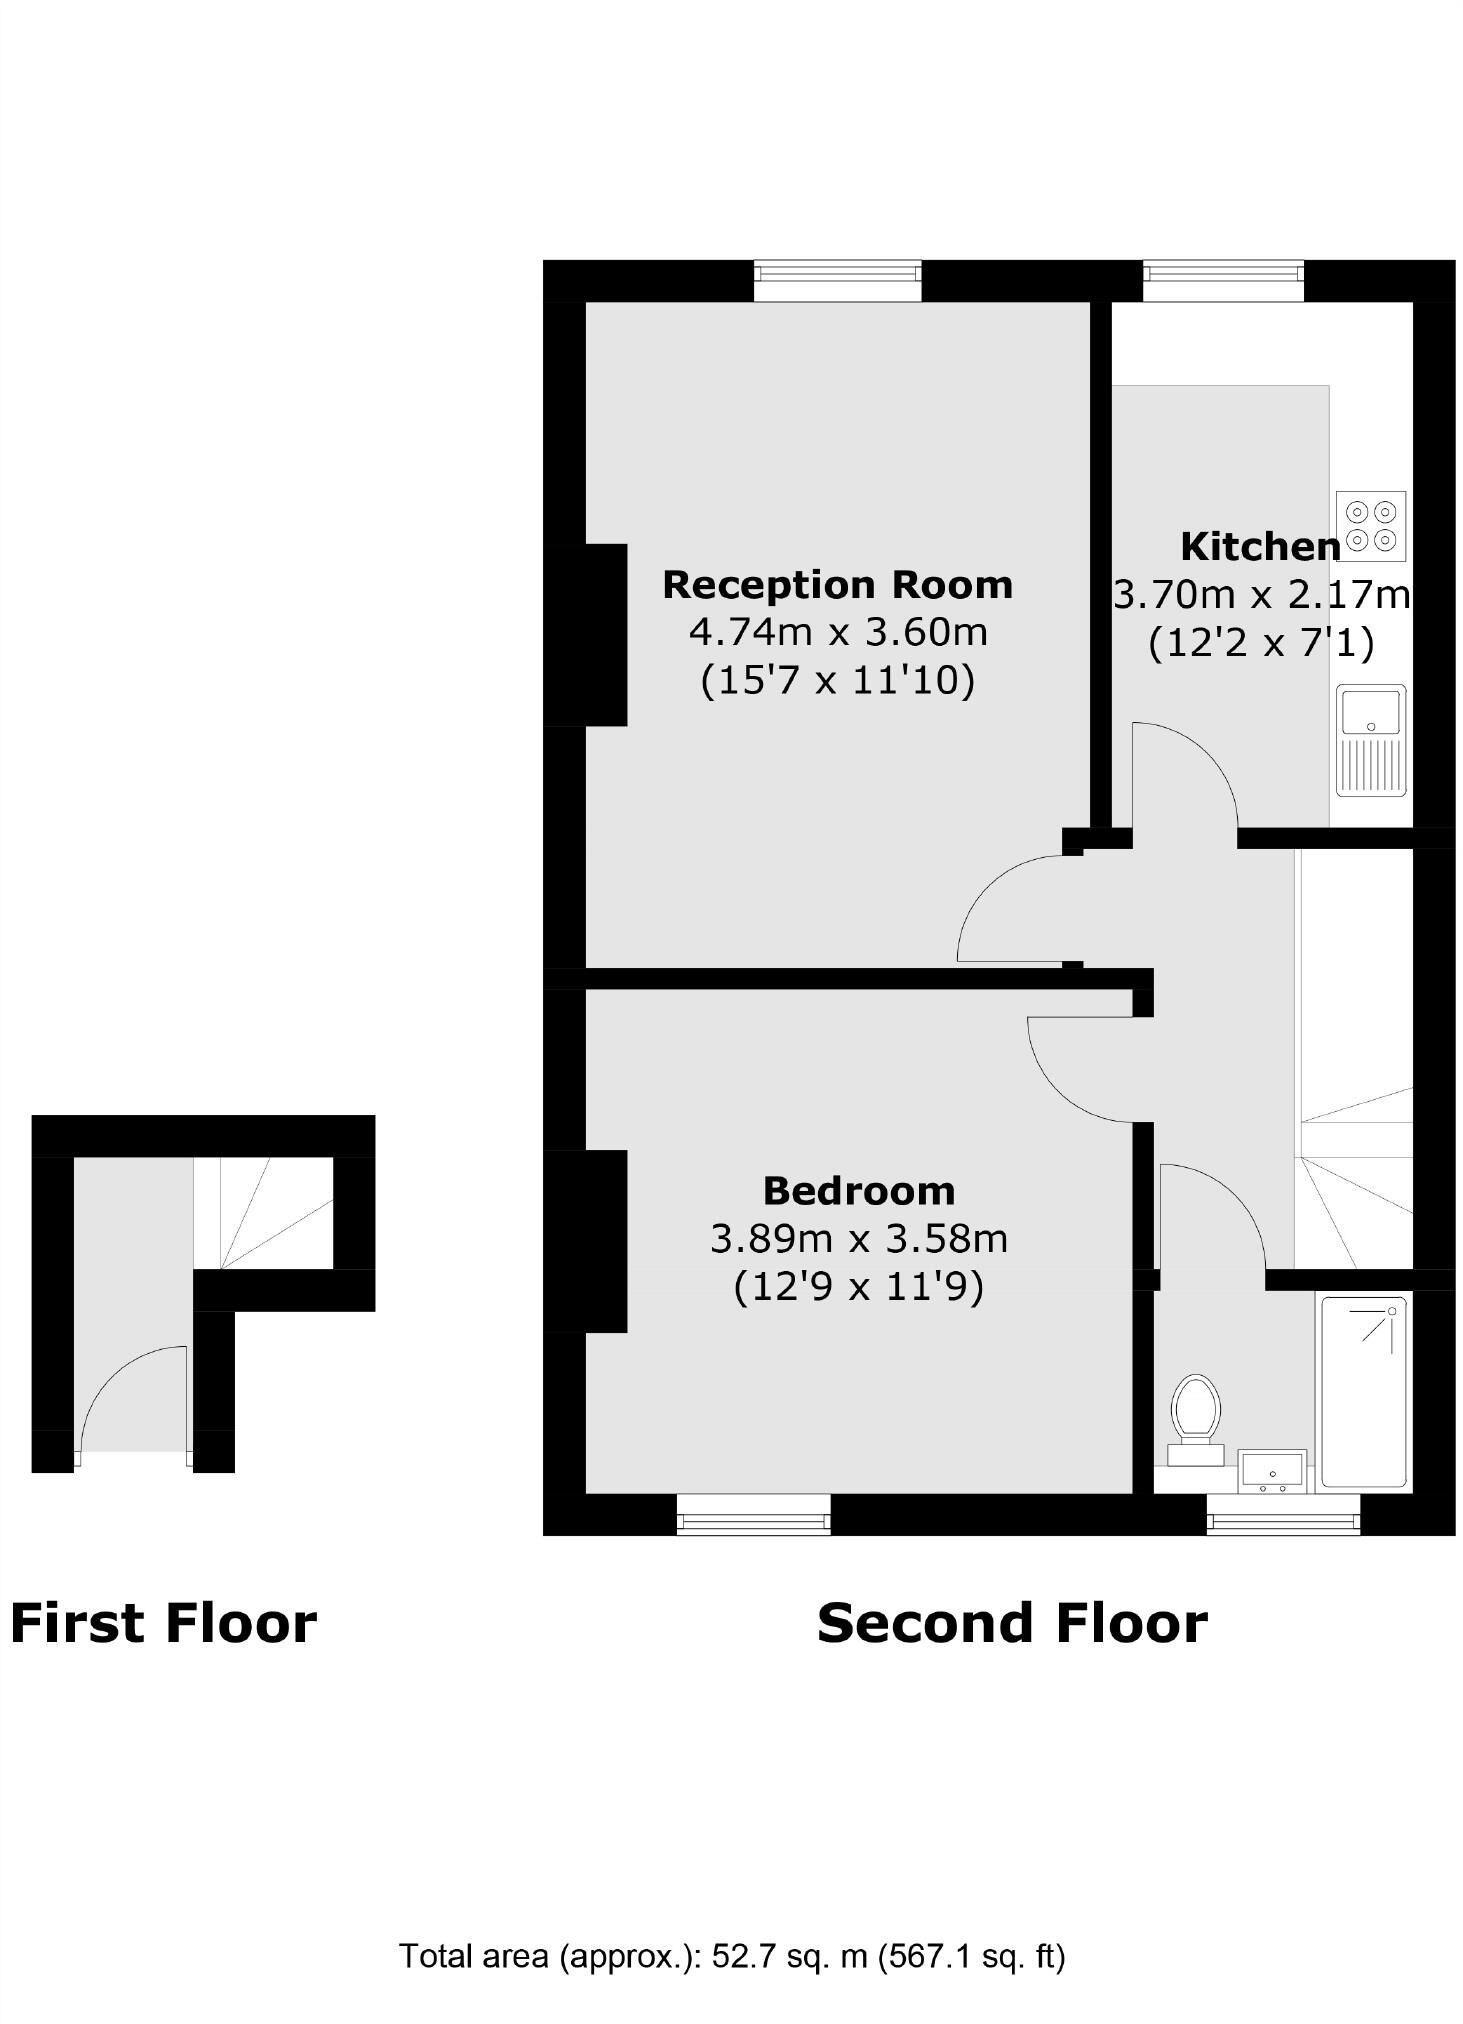 Reception Room
4.74m x 3.60m
(15'7 x 11'10)
Kitchen
3.70m x 2.17m
(12'2 x 7'1)
Bedroom
3.89m x 3.58m
(12'9 x 11'9)
First Floor
Second Floor
Total area (approx.): 52.7 sq. m (567.1 sq. ft)